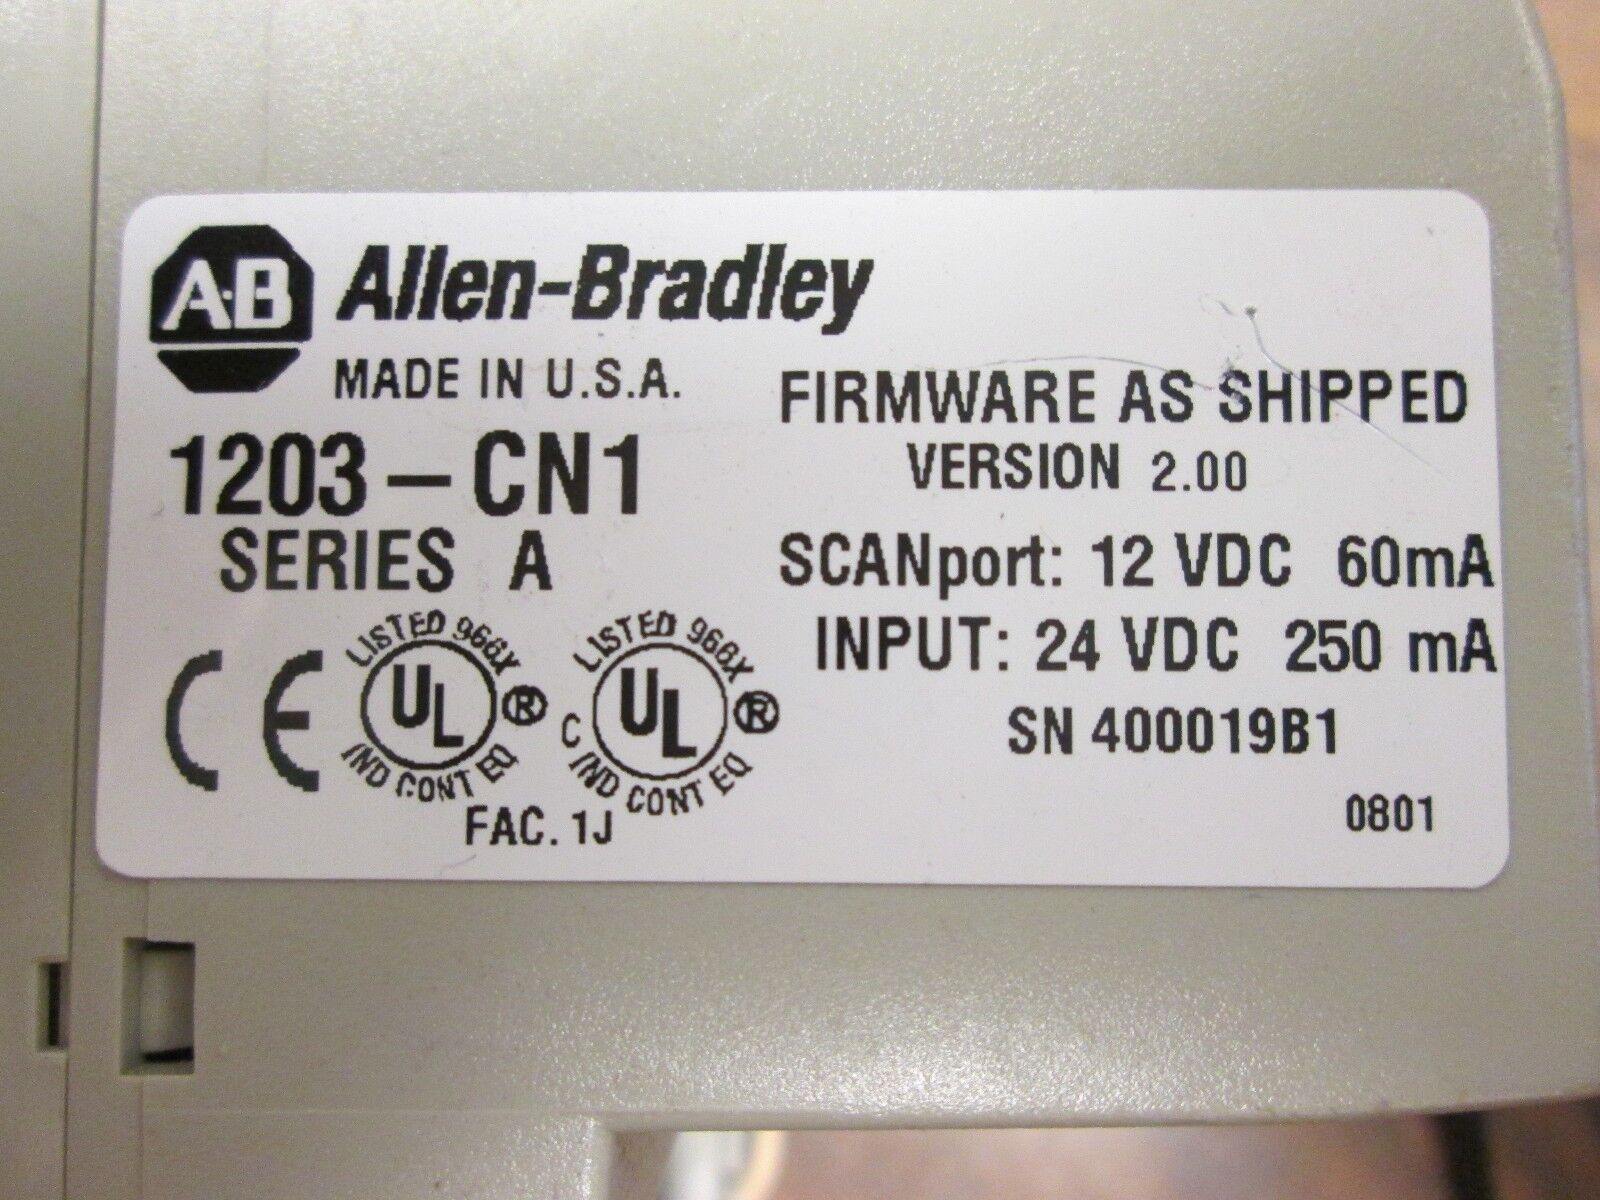 A-B Allen-Bradley
MADE IN U.S.A.
1203-CN1
SERIES A
FIRMWARE AS SHIPPED
VERSION 2.00
SCANport: 12 VDC 60mA
INPUT: 24 VDC 250 mA
SN 400019B1
0801
CE
LISTED 966X
UL ®
IND CONT EQ
LISTED 966X
C UL ®
IND CONT EQ
FAC. 1J